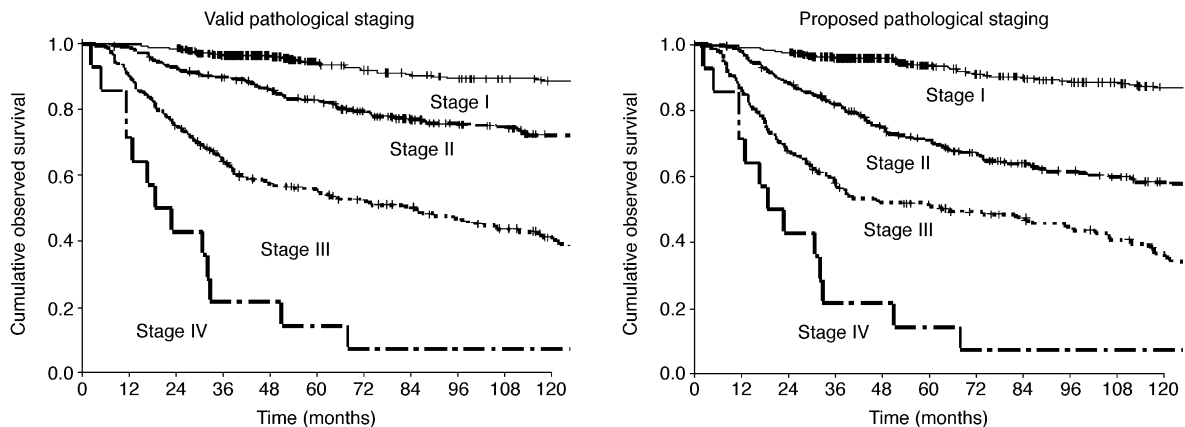 Valid pathological staging
1.0
0.8
0.6
0.4
0.2
0.0
Cumulative observed survival
Stage I
Stage II
Stage III
Stage IV
0 12 24 36 48 60 72 84 96 108 120
Time (months)
Proposed pathological staging
1.0
0.8
0.6
0.4
0.2
0.0
Cumulative observed survival
Stage I
Stage II
Stage III
Stage IV
0 12 24 36 48 60 72 84 96 108 120
Time (months)